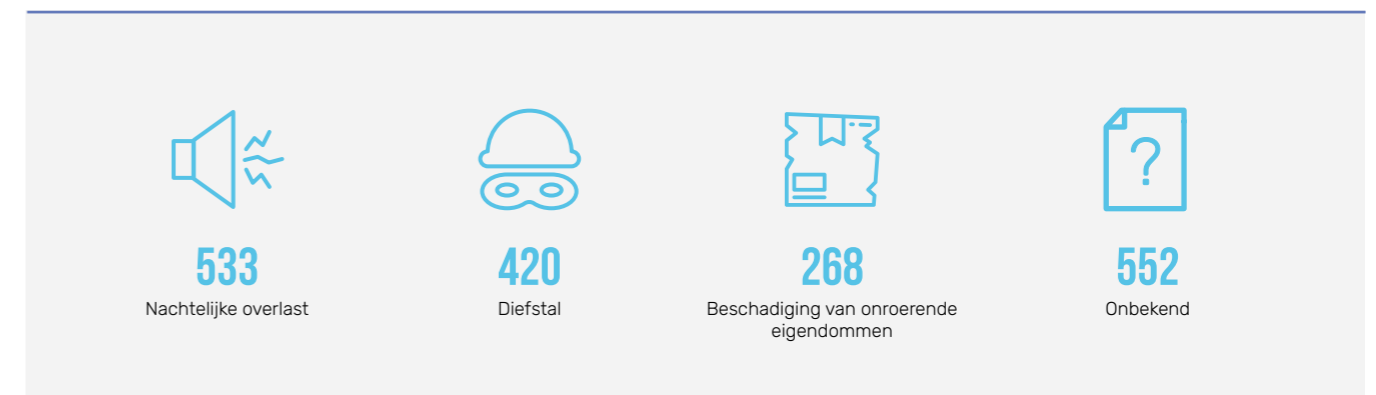 533
Nachtelijke overlast
420
Diefstal
268
Beschadiging van onroerende
eigendommen
?
552
Onbekend